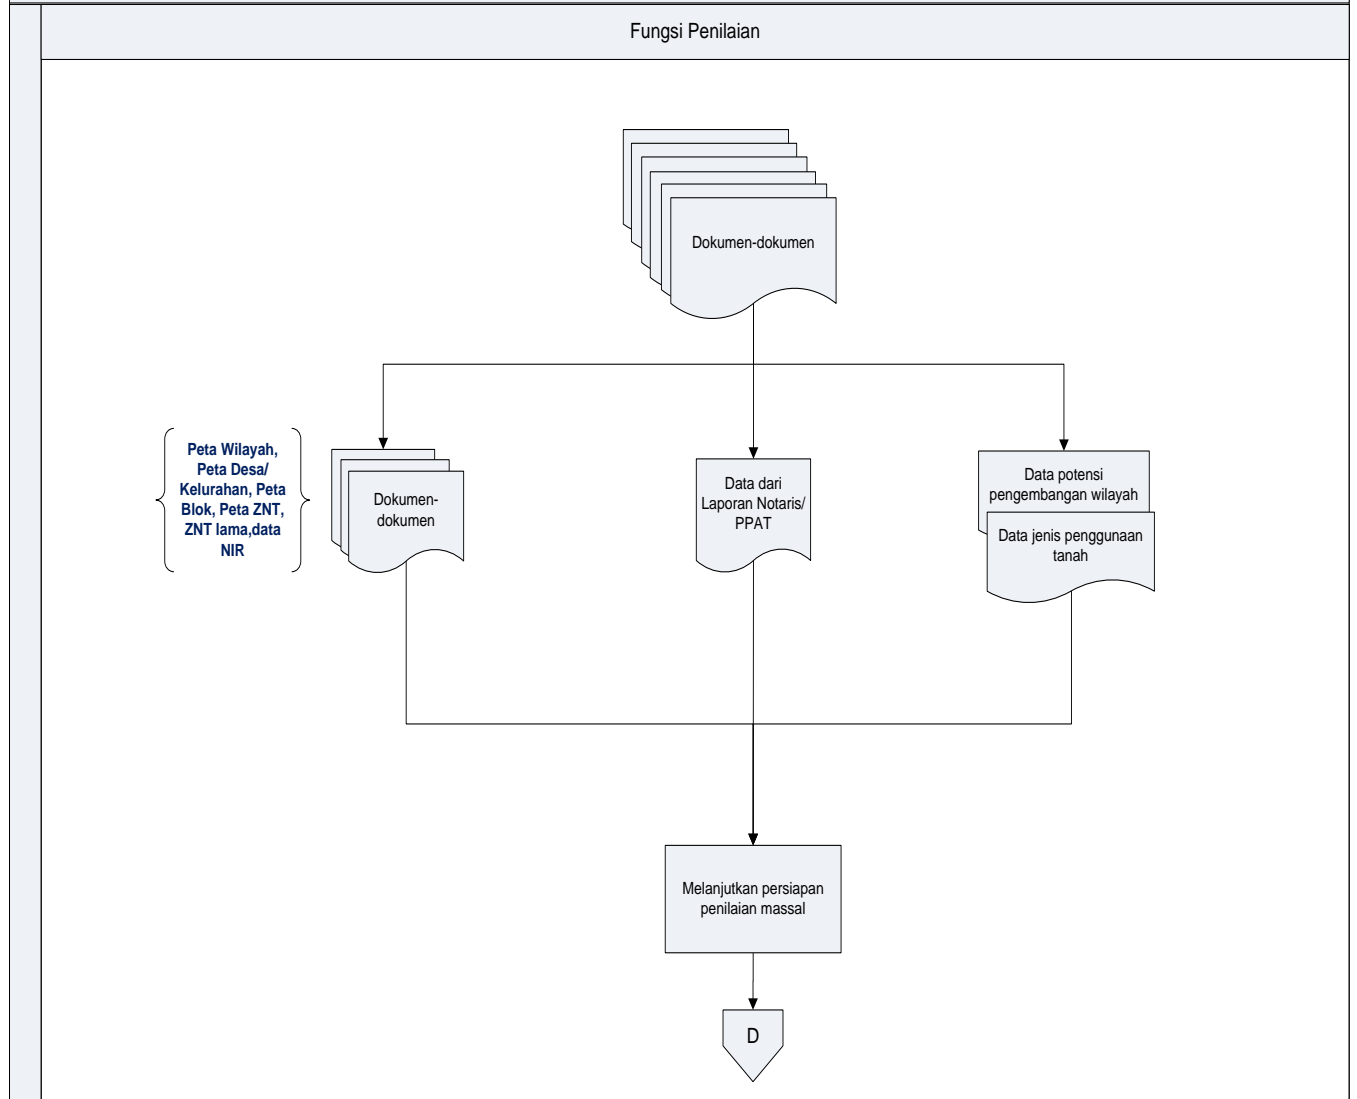 Fungsi Penilaian
Dokumen-dokumen
Peta Wilayah,
Peta Desa/
Kelurahan, Peta
Blok, Peta ZNT,
ZNT lama,data
NIR
Dokumen-
dokumen
Data dari
Laporan Notaris/
PPAT
Data potensi
pengembangan wilayah
Data jenis penggunaan
tanah
Melanjutkan persiapan
penilaian massal
D